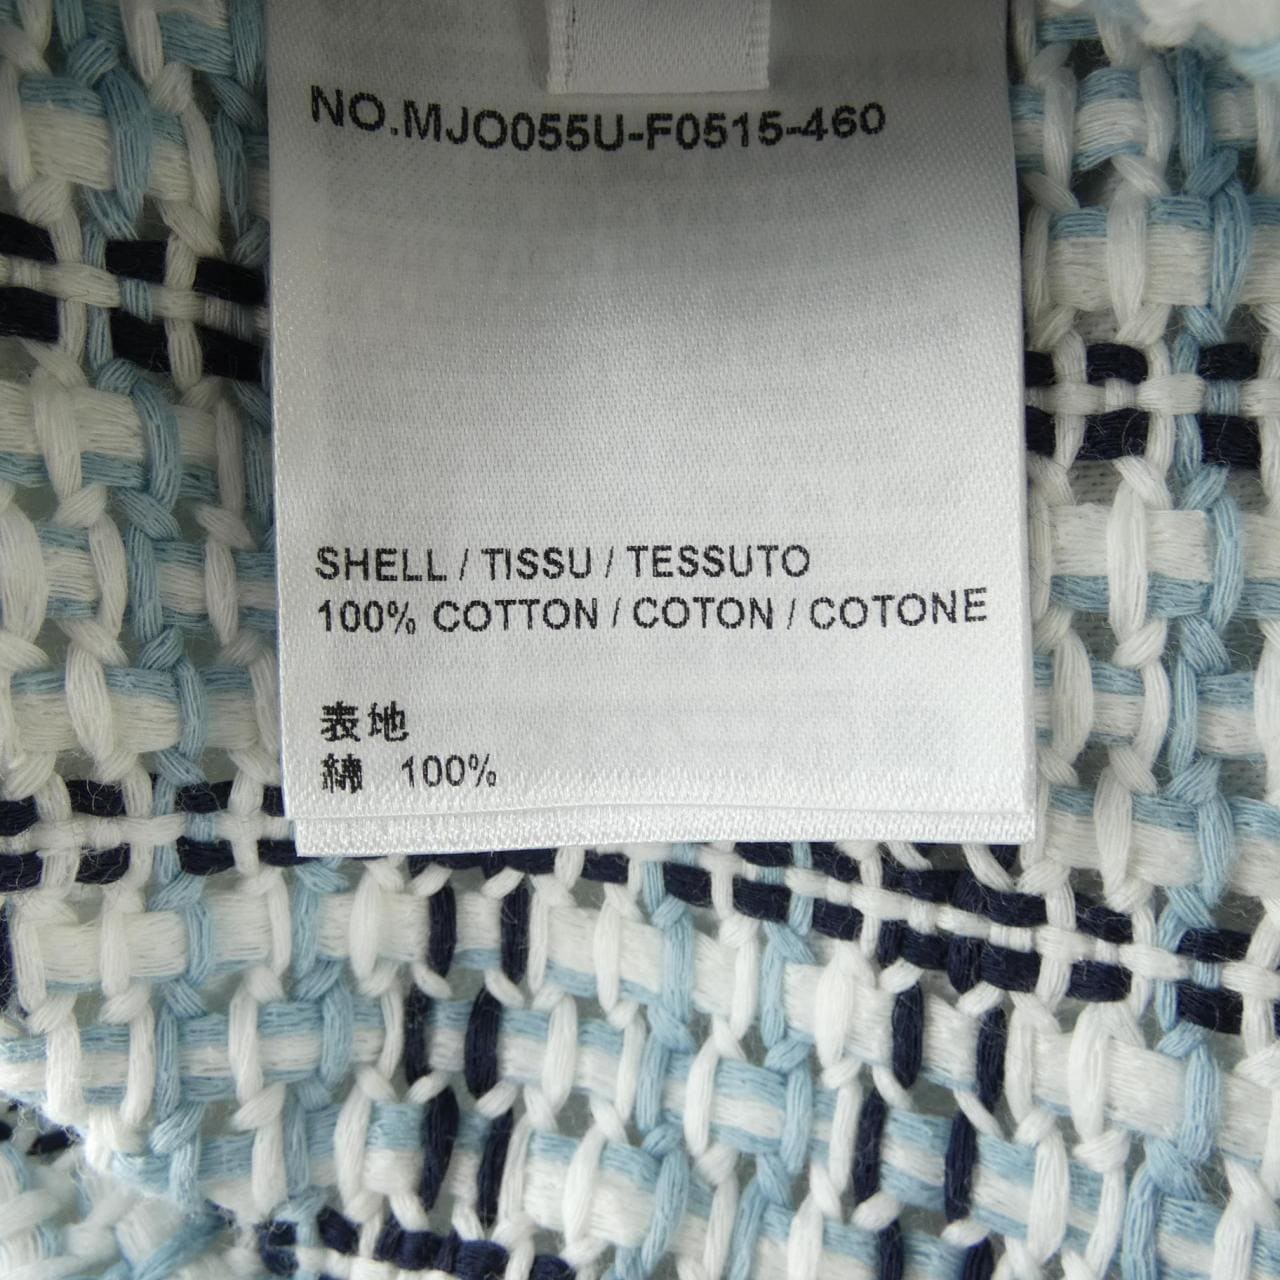 NO.MJO055U-F0515-460
SHELL / TISSU / TESSUTO
100% COTTON / COTON / COTONE
表地
綿 100%